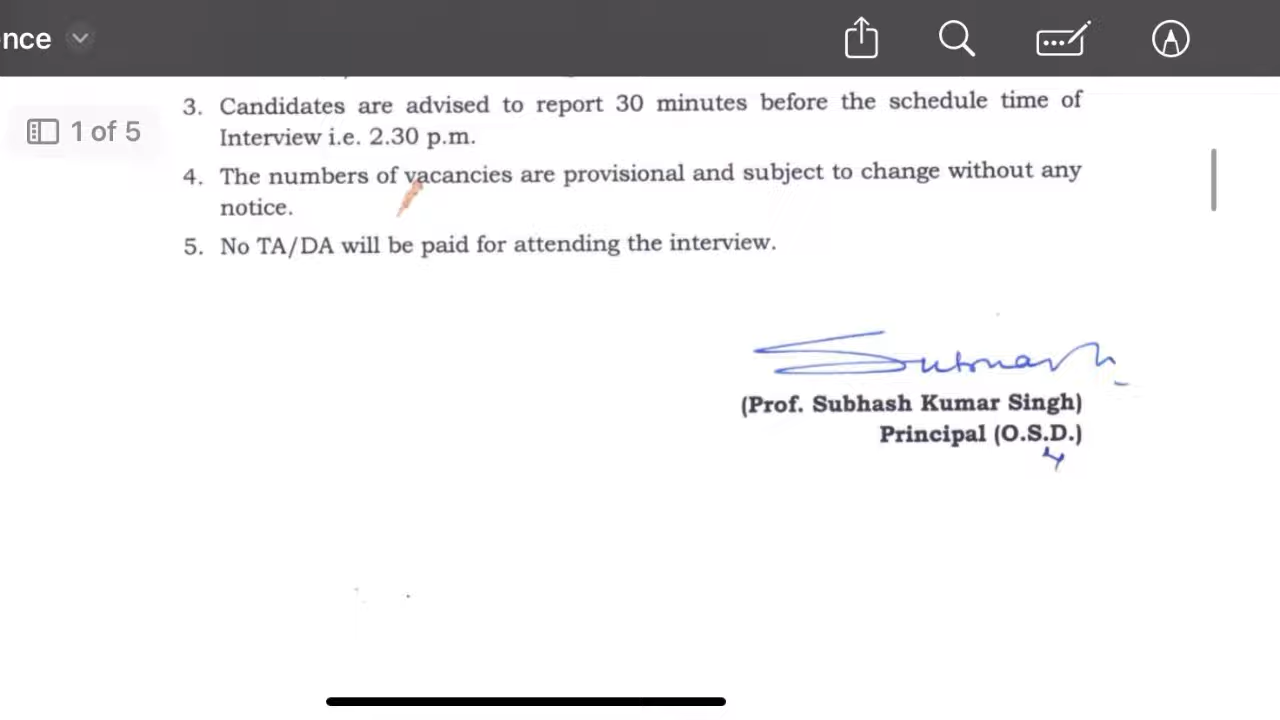 nce
1 of 5
3. Candidates are advised to report 30 minutes before the schedule time of
Interview i.e. 2.30 p.m.
4. The numbers of vacancies are provisional and subject to change without any
notice.
5. No TA/DA will be paid for attending the interview.
Subhash
(Prof. Subhash Kumar Singh)
Principal (O.S.D.)